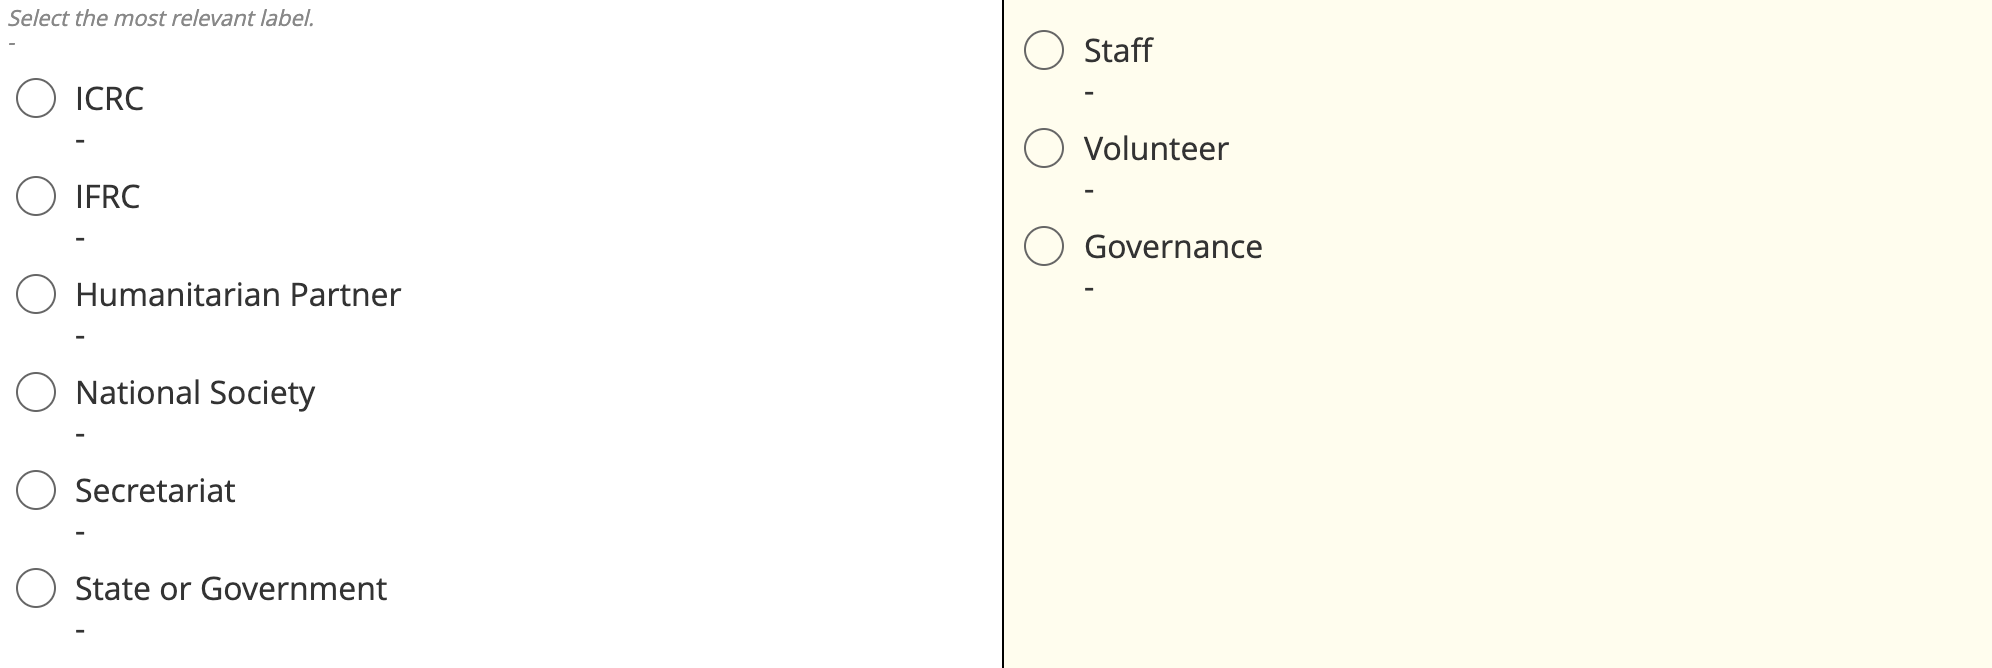 Select the most relevant label.
-
ICRC
-
IFRC
-
Humanitarian Partner
-
National Society
-
Secretariat
-
State or Government
-
Staff
-
Volunteer
-
Governance
-